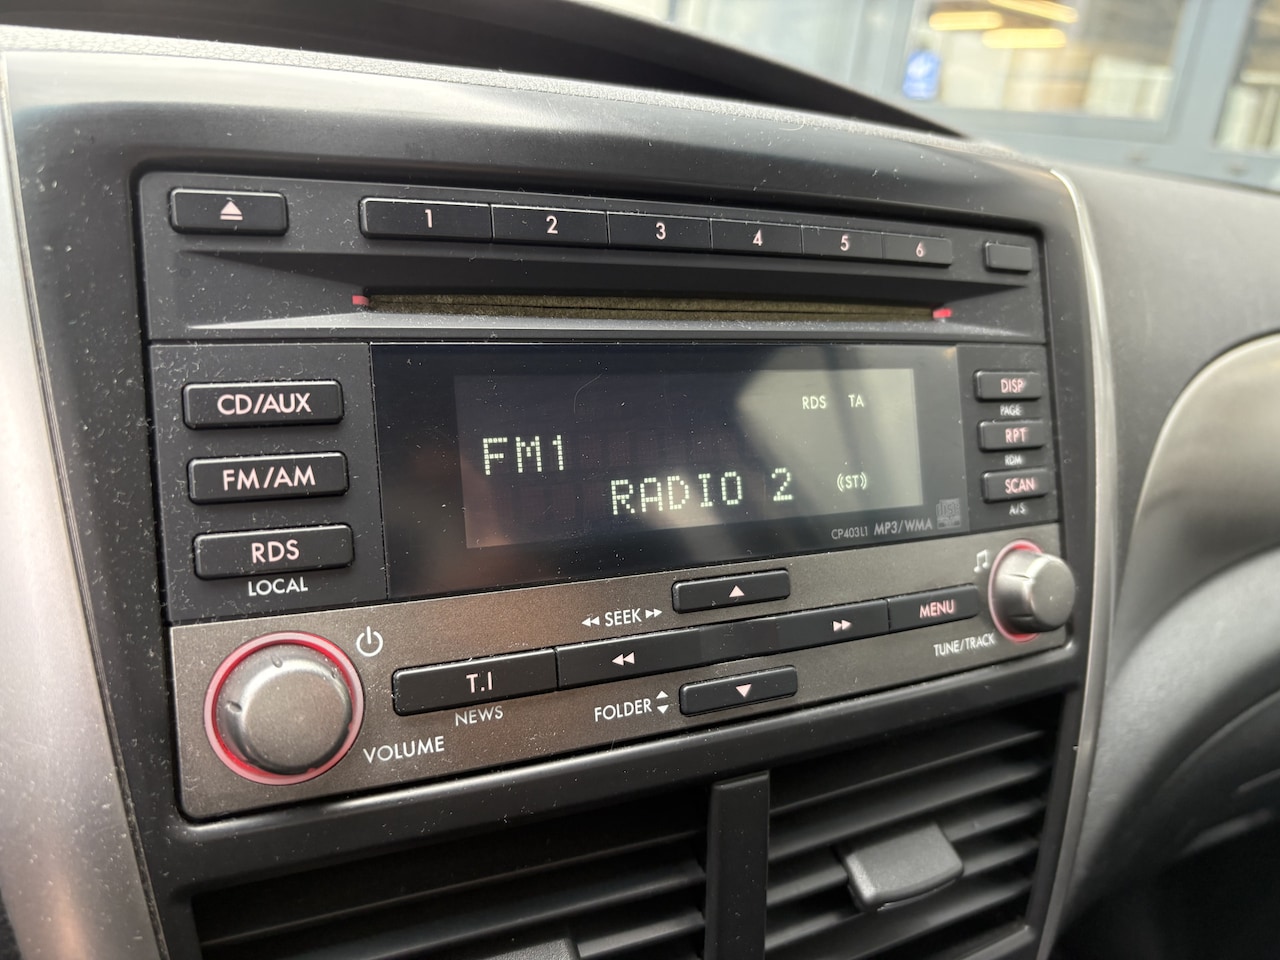 1 2 3 4 5 6
CD/AUX
FM/AM
RDS
LOCAL
RDS TA
FM1
RADIO 2 ((ST))
CP403L1 MP3/WMA
DISP
PAGE
RPT
RDM
SCAN
A/S
SEEK
MENU
TUNE/TRACK
T.I
NEWS
FOLDER
VOLUME